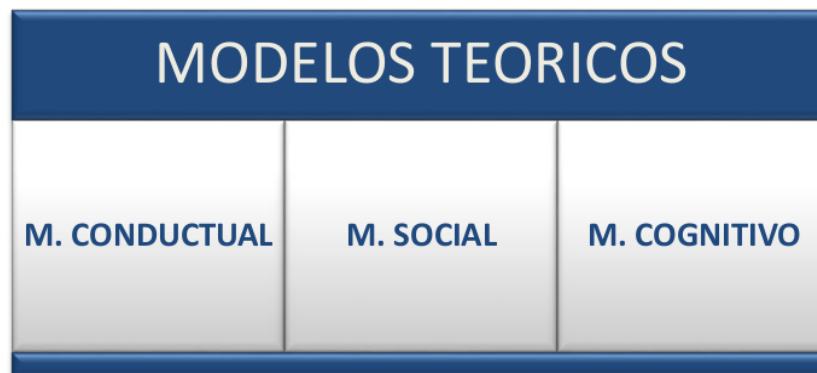 MODELOS TEORICOS
M. CONDUCTUAL
M. SOCIAL
M. COGNITIVO